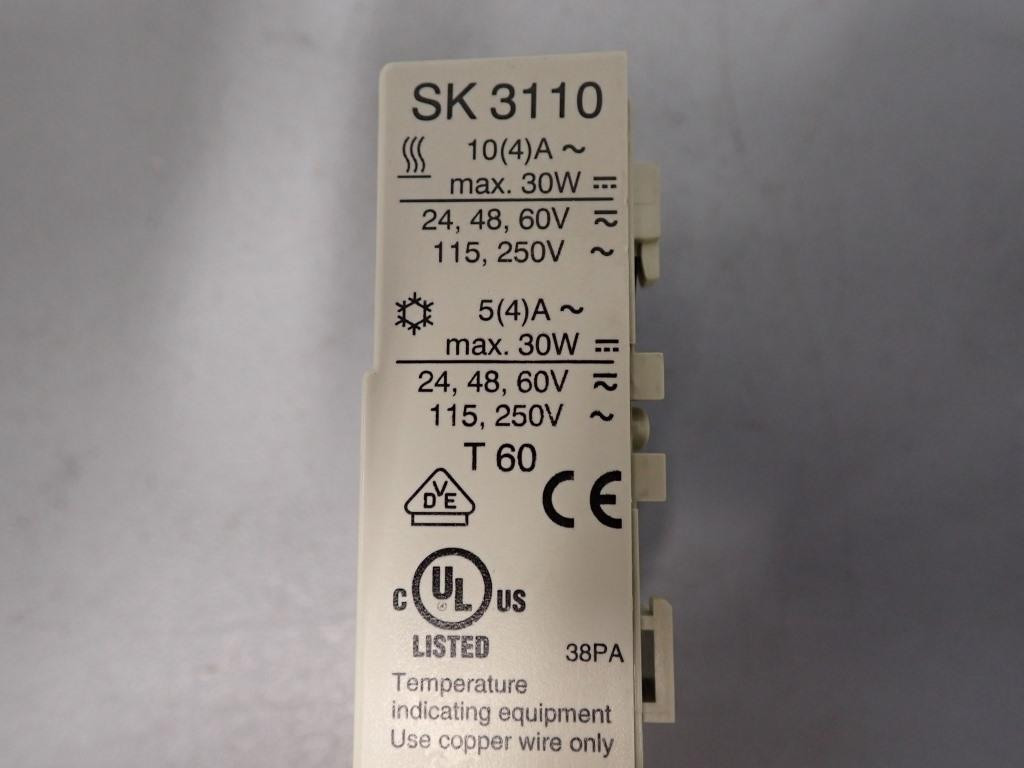 SK 3110
10(4)A ~
max. 30W ⎓
24, 48, 60V ≂
115, 250V ~
5(4)A ~
max. 30W ⎓
24, 48, 60V ≂
115, 250V ~
T 60
DVE
CE
C UL US
LISTED
38PA
Temperature
indicating equipment
Use copper wire only